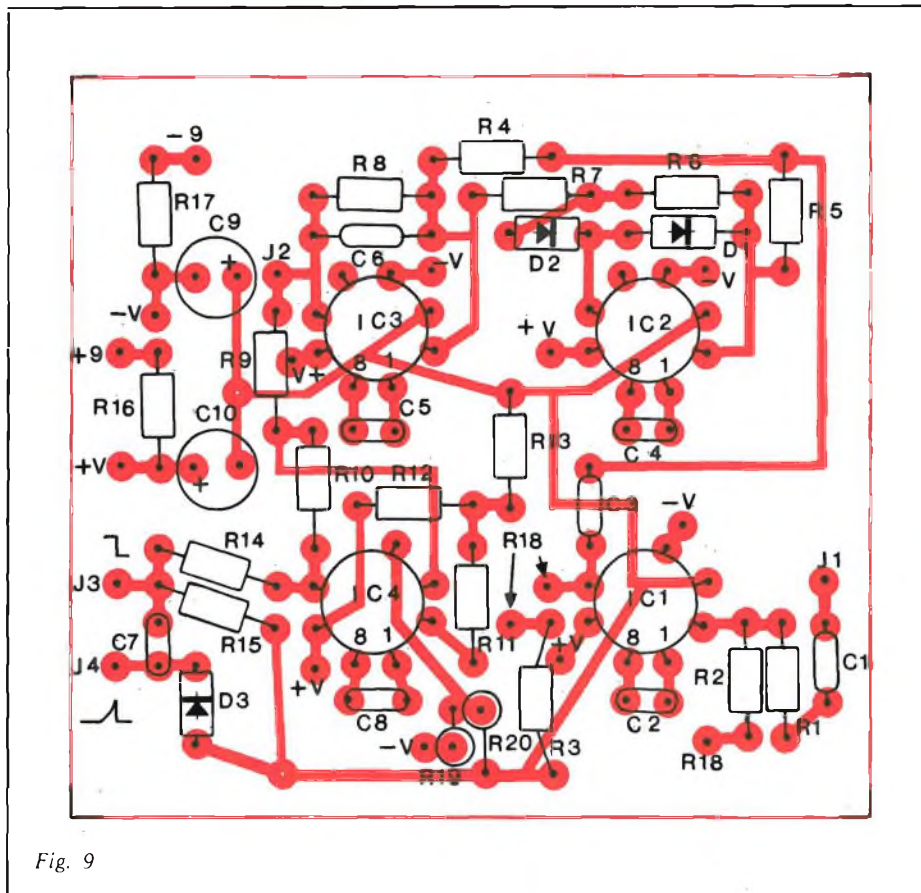 - 9
R4
R8
R7
R6
R17
R5
C9
+
J2
C6
-V
D2
D1
-V
-V
IC3
IC2
+V
+9
R9
V+
8 1
8 1
R16
C10
C5
R13
C4
+V
+
R10
R12
-V
R14
R18
J1
J3
IC4
IC1
R15
R11
8 1
+V
8 1
C7
R2
C1
J4
+V
D3
C8
C2
R20
R3
R1
-V
R18
R19
Fig. 9